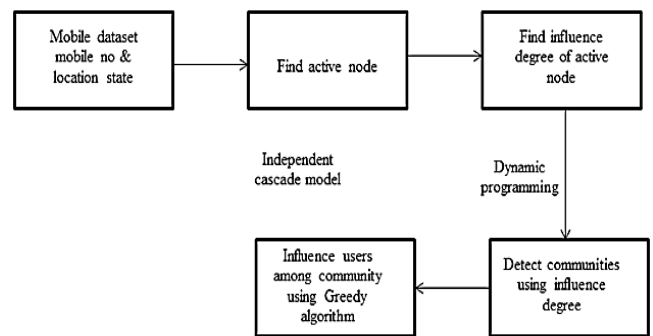 Mobile dataset
mobile no &
location state
Find active node
Find influence
degree of active
node
Independent
cascade model
Dynamic
programming
Influence users
among community
using Greedy
algorithm
Detect communities
using influence
degree